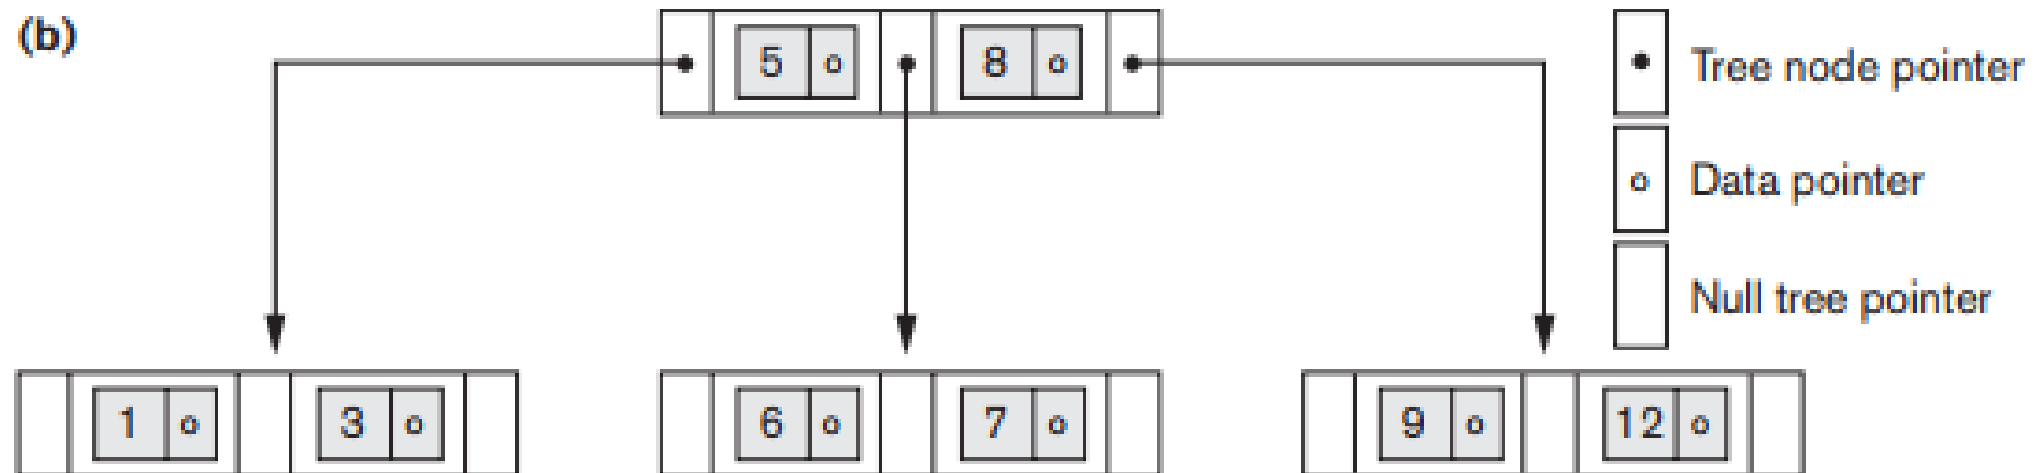 (b)
5 8
Tree node pointer
Data pointer
Null tree pointer
1 3 6 7 9 12